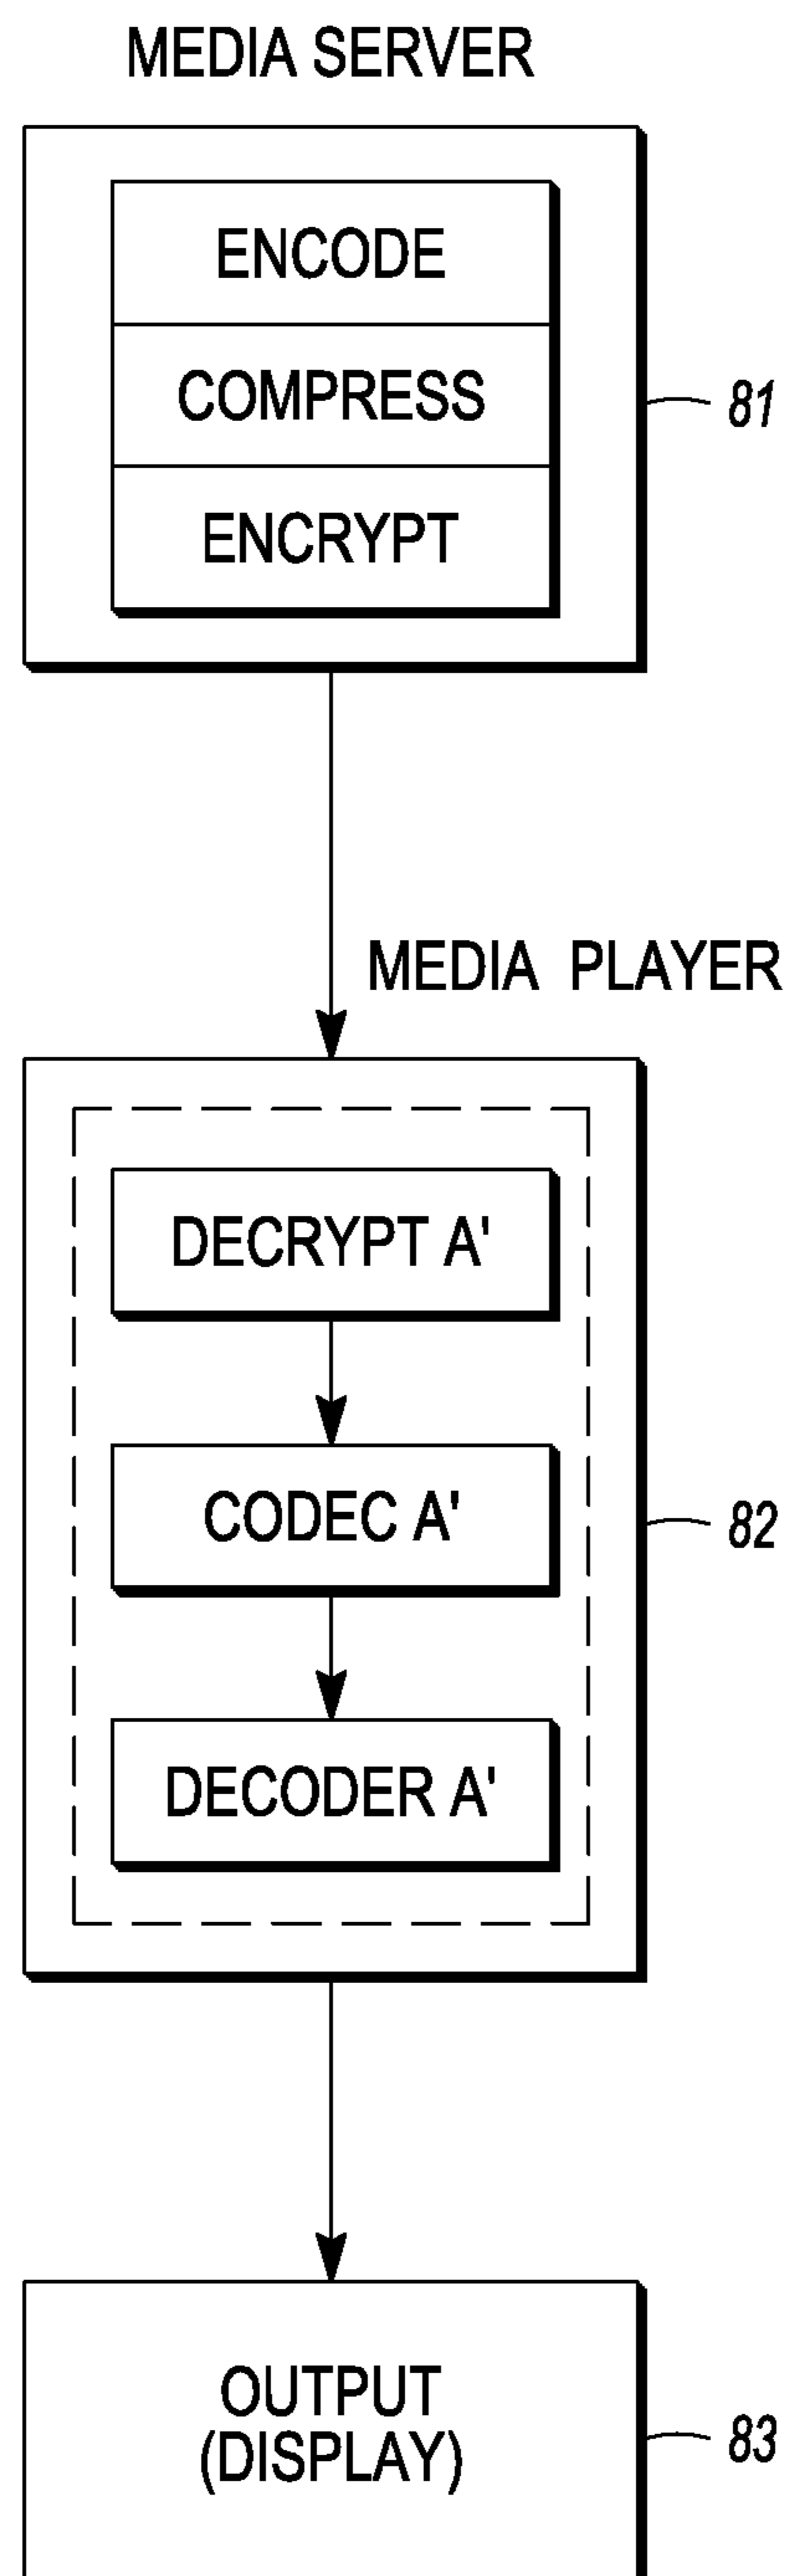 MEDIA SERVER
ENCODE
COMPRESS
ENCRYPT
81
MEDIA PLAYER
DECRYPT A'
CODEC A'
DECODER A'
82
OUTPUT
(DISPLAY)
83